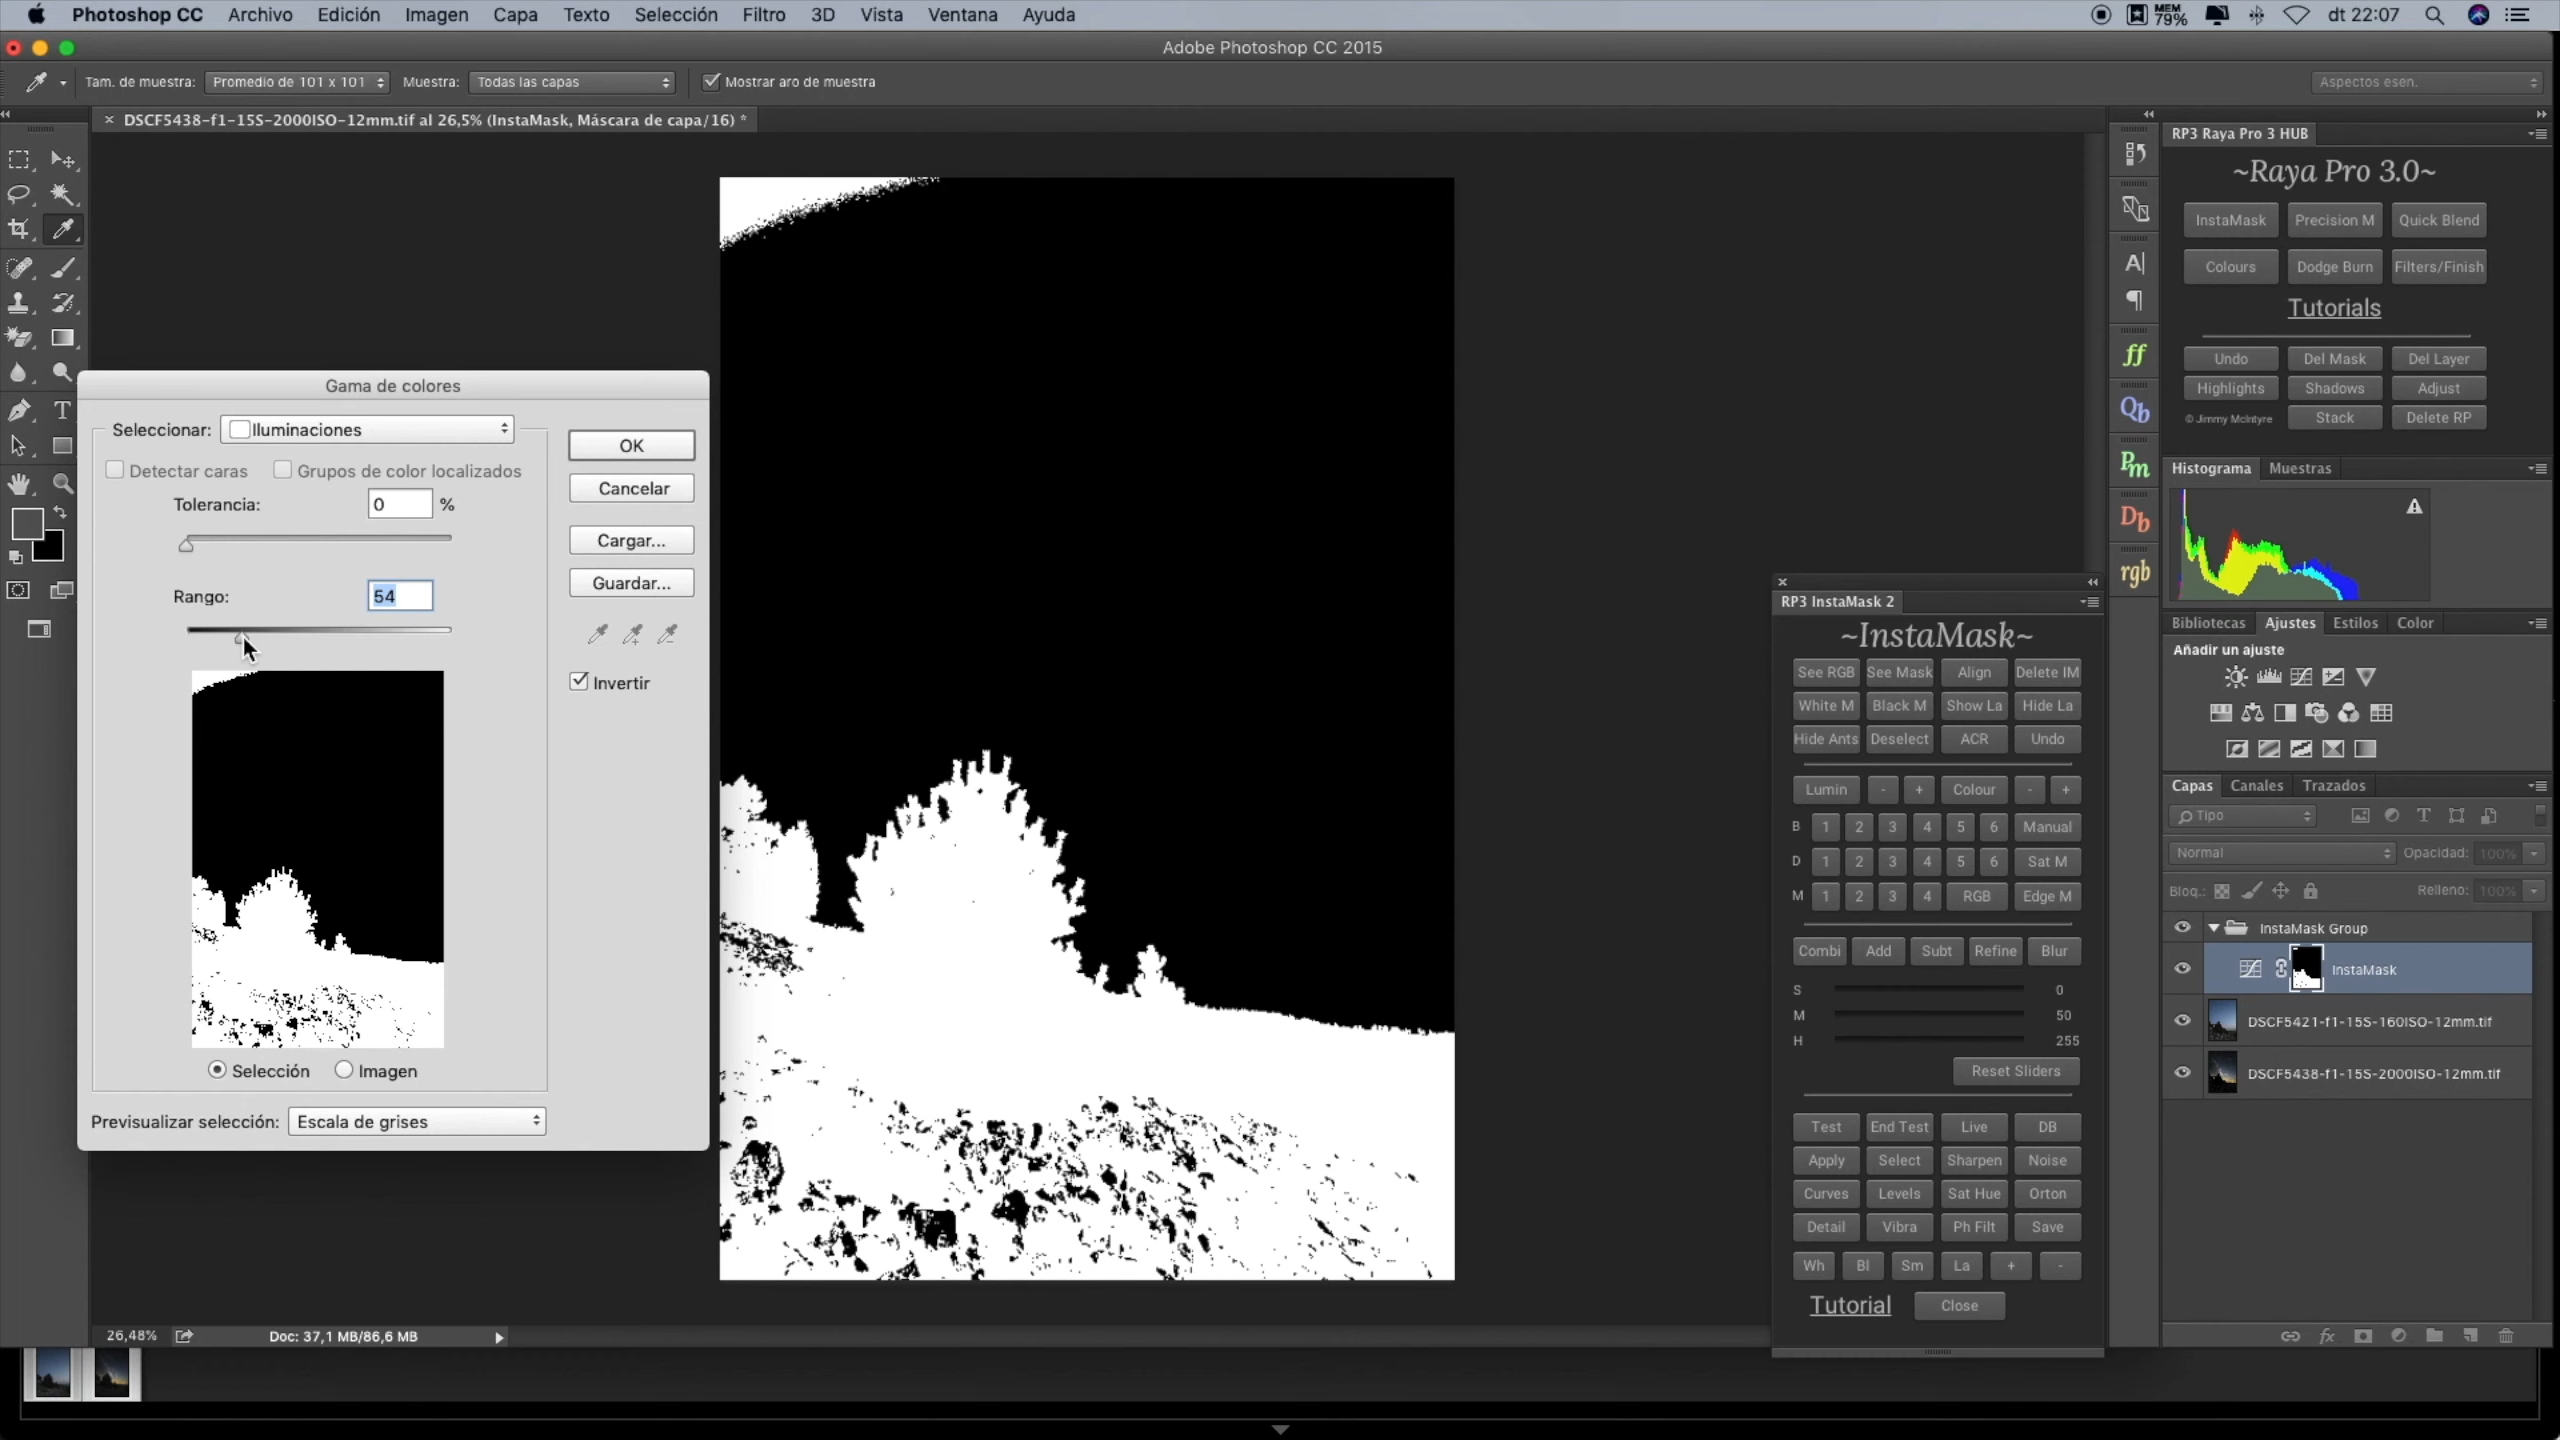 Photoshop CC Archivo Edición Imagen Capa Texto Selección Filtro 3D Vista Ventana Ayuda MEM 79% dt 22:07
Adobe Photoshop CC 2015
Tam. de muestra: Promedio de 101 x 101 Muestra: Todas las capas Mostrar aro de muestra Aspectos esen.
× DSCF5438-f1-15S-2000ISO-12mm.tif al 26,5% (InstaMask, Máscara de capa/16) *
Gama de colores
Seleccionar: Iluminaciones
Detectar caras Grupos de color localizados
Tolerancia: 0 %
Rango: 54
OK
Cancelar
Cargar...
Guardar...
Invertir
Selección Imagen
Previsualizar selección: Escala de grises
26,48% Doc: 37,1 MB/86,6 MB
RP3 InstaMask 2
~InstaMask~
See RGB See Mask Align Delete IM
White M Black M Show La Hide La
Hide Ants Deselect ACR Undo
Lumin - + Colour - +
B 1 2 3 4 5 6 Manual
D 1 2 3 4 5 6 Sat M
M 1 2 3 4 RGB Edge M
Combi Add Subt Refine Blur
S 0
M 50
H 255
Reset Sliders
Test End Test Live DB
Apply Select Sharpen Noise
Curves Levels Sat Hue Orton
Detail Vibra Ph Filt Save
Wh Bl Sm La + -
Tutorial Close
A
ff
Qb
Pm
Db
rgb
RP3 Raya Pro 3 HUB
~Raya Pro 3.0~
InstaMask Precision M Quick Blend
Colours Dodge Burn Filters/Finish
Tutorials
Undo Del Mask Del Layer
Highlights Shadows Adjust
© Jimmy McIntyre Stack Delete RP
Histograma Muestras
Bibliotecas Ajustes Estilos Color
Añadir un ajuste
Capas Canales Trazados
Tipo
Normal Opacidad: 100%
Bloq.: Relleno: 100%
InstaMask Group
InstaMask
DSCF5421-f1-15S-160ISO-12mm.tif
DSCF5438-f1-15S-2000ISO-12mm.tif